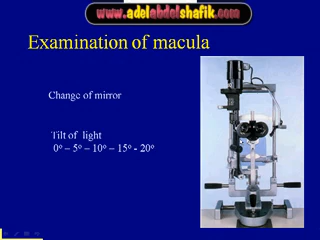 www.adelabdelshafik.com
Examination of macula
Change of mirror
Tilt of light
0º – 5º – 10º – 15º - 20º